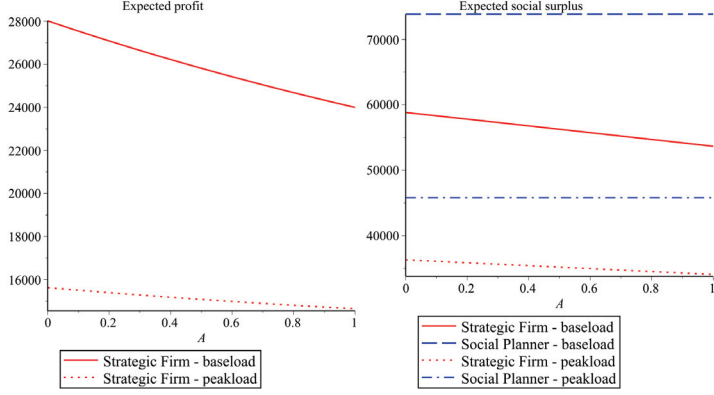 Expected profit
28000
26000
24000
22000
20000
18000
16000
0
0.2
0.4
0.6
0.8
1
A
Strategic Firm - baseload
Strategic Firm - peakload
Expected social surplus
70000
60000
50000
40000
0
0.2
0.4
0.6
0.8
1
A
Strategic Firm - baseload
Social Planner - baseload
Strategic Firm - peakload
Social Planner - peakload